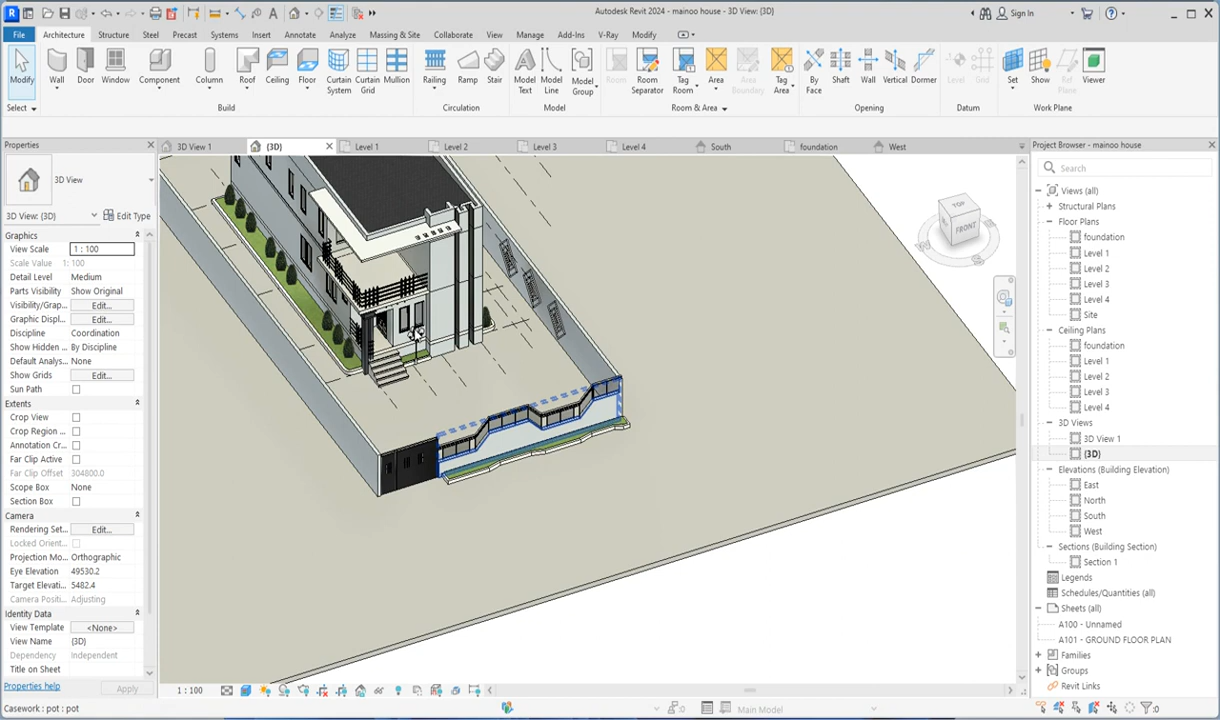 Autodesk Revit 2024 - mainoo house - 3D View: {3D}
Sign In
File Architecture Structure Steel Precast Systems Insert Annotate Analyze Massing & Site Collaborate View Manage Add-Ins V-Ray Modify
Modify Wall Door Window Component Column Roof Ceiling Floor Curtain System Curtain Grid Mullion Railing Ramp Stair Model Text Model Line Model Group Room Room Separator Tag Room Area Area Boundary Tag Area By Face Shaft Wall Vertical Dormer Level Grid Set Show Ref Plane Viewer
Select Build Circulation Model Room & Area Opening Datum Work Plane
Properties
3D View 1 {3D} Level 1 Level 2 Level 3 Level 4 South foundation West
Project Browser - mainoo house
3D View
3D View: {3D} Edit Type
Graphics
View Scale 1 : 100
Scale Value 1: 100
Detail Level Medium
Parts Visibility Show Original
Visibility/Grap... Edit...
Graphic Displ... Edit...
Discipline Coordination
Show Hidden ... By Discipline
Default Analys... None
Show Grids Edit...
Sun Path
Extents
Crop View
Crop Region ...
Annotation Cr...
Far Clip Active
Far Clip Offset 304800.0
Scope Box None
Section Box
Camera
Rendering Set... Edit...
Locked Orient...
Projection Mo... Orthographic
Eye Elevation 49530.2
Target Elevati... 5482.4
Camera Positi... Adjusting
Identity Data
View Template <None>
View Name {3D}
Dependency Independent
Title on Sheet
Properties help Apply
TOP
FRONT
Search
Views (all)
Structural Plans
Floor Plans
foundation
Level 1
Level 2
Level 3
Level 4
Site
Ceiling Plans
foundation
Level 1
Level 2
Level 3
Level 4
3D Views
3D View 1
{3D}
Elevations (Building Elevation)
East
North
South
West
Sections (Building Section)
Section 1
Legends
Schedules/Quantities (all)
Sheets (all)
A100 - Unnamed
A101 - GROUND FLOOR PLAN
Families
Groups
Revit Links
1 : 100
Casework : pot : pot
:0
Main Model
:0